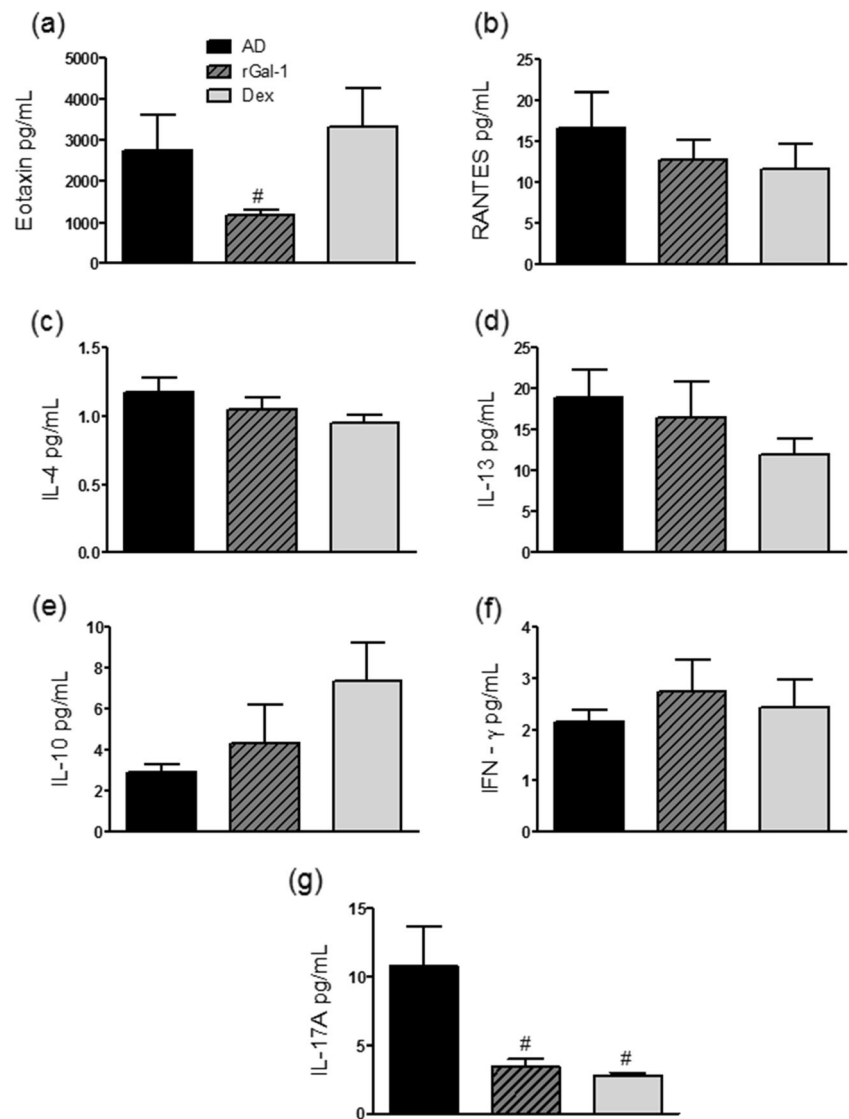 (a)
AD
rGal-1
Dex
5000
4000
3000
2000
1000
0
Eotaxin pg/mL
#
(b)
25
20
15
10
5
0
RANTES pg/mL
(c)
1.5
1.0
0.5
0.0
IL-4 pg/mL
(d)
25
20
15
10
5
0
IL-13 pg/mL
(e)
10
8
6
4
2
0
IL-10 pg/mL
(f)
4
3
2
1
0
IFN - γ pg/mL
(g)
15
10
5
0
IL-17A pg/mL
#
#